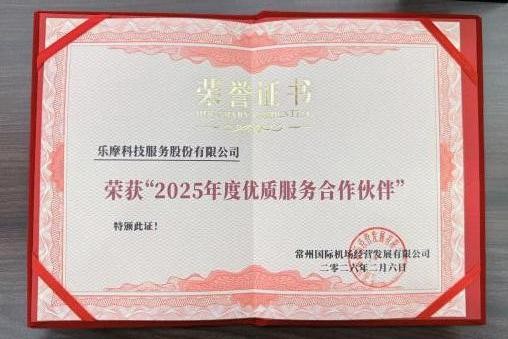 荣誉证书
乐摩科技服务股份有限公司
荣获“2025年度优质服务合作伙伴”
特颁此证！
常州国际机场经营发展有限公司
二零二六年二月六日